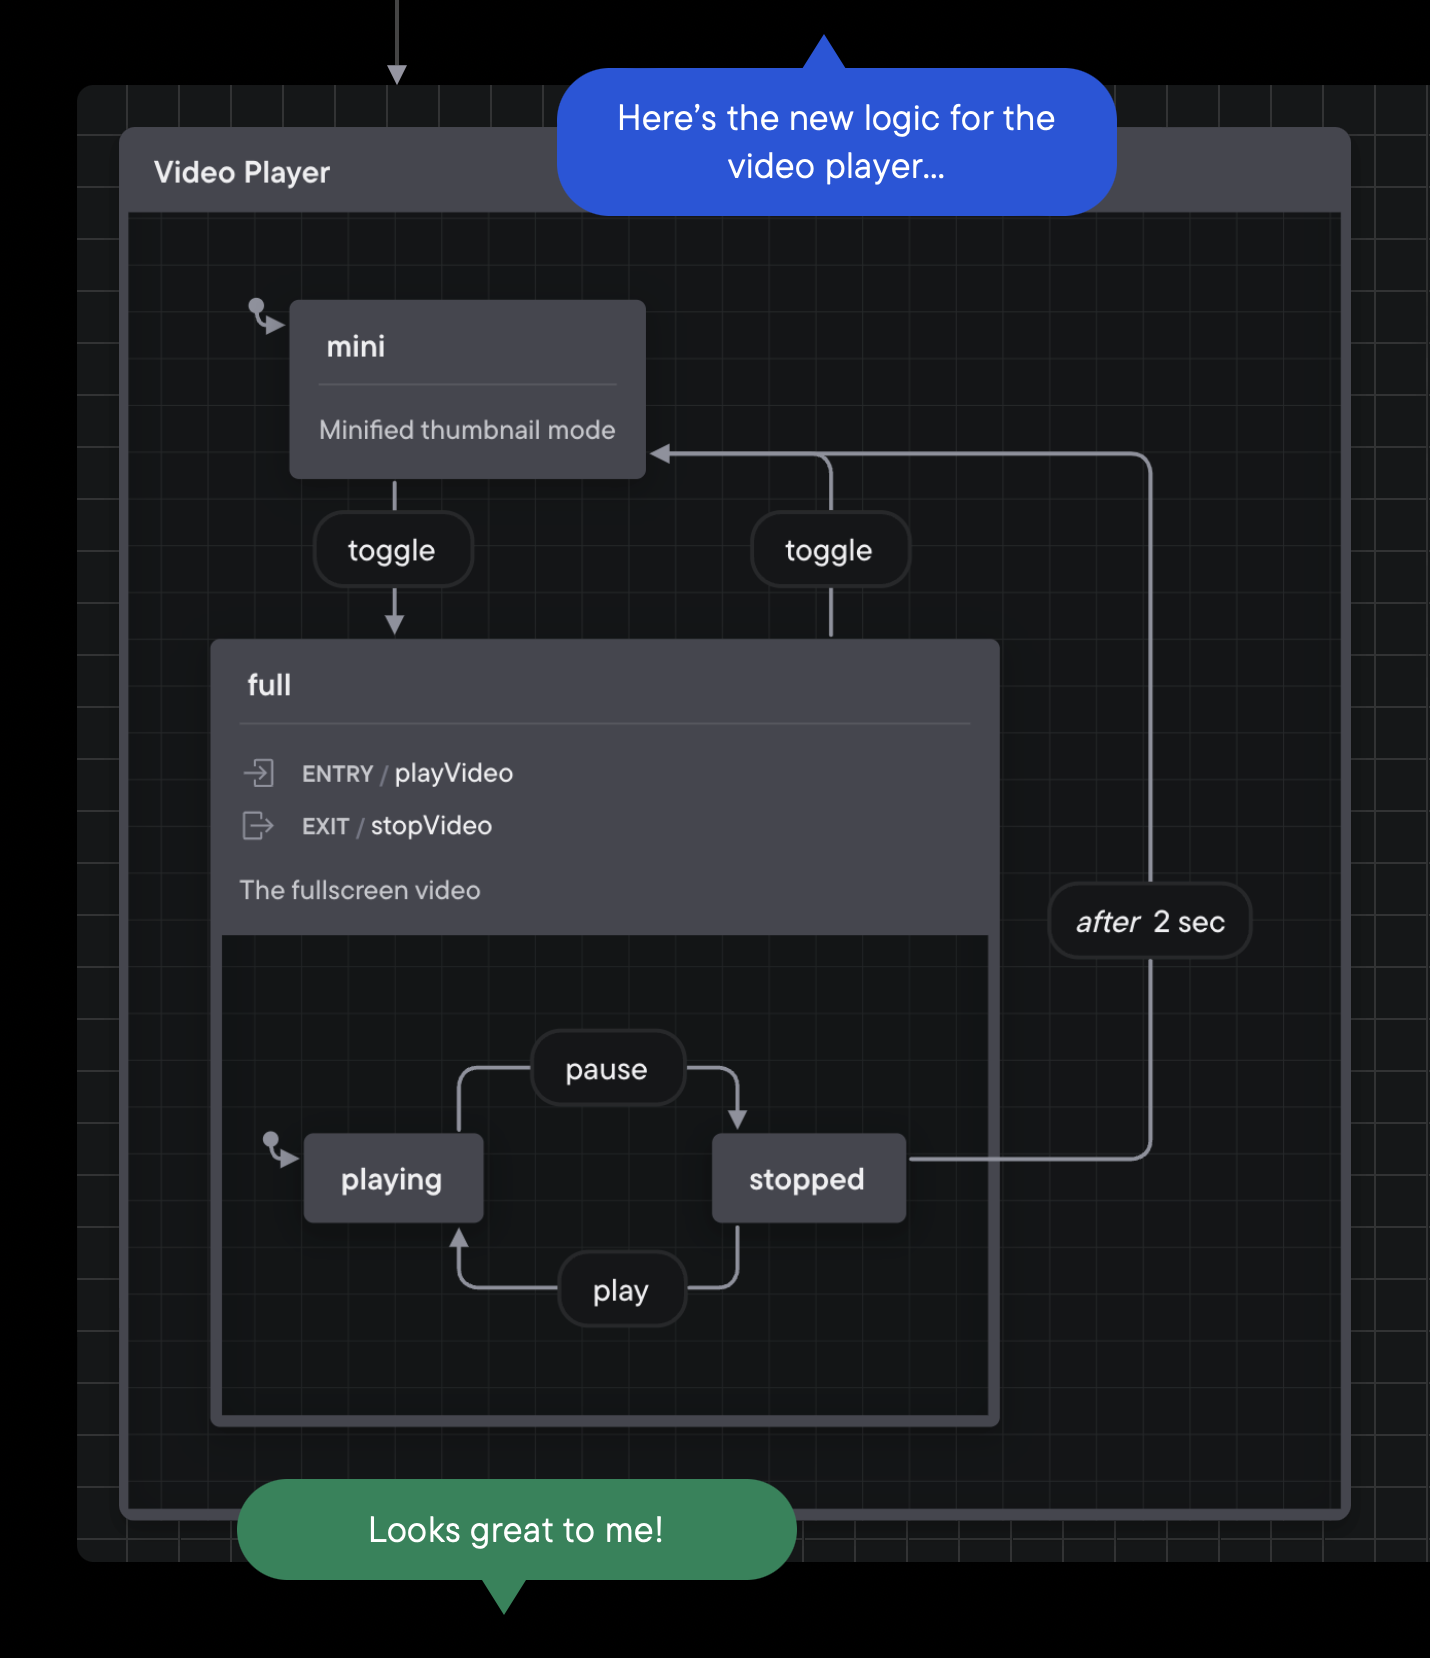 Here’s the new logic for the
video player...
Video Player
mini
Minified thumbnail mode
toggle
toggle
full
ENTRY / playVideo
EXIT / stopVideo
The fullscreen video
after 2 sec
pause
playing
stopped
play
Looks great to me!